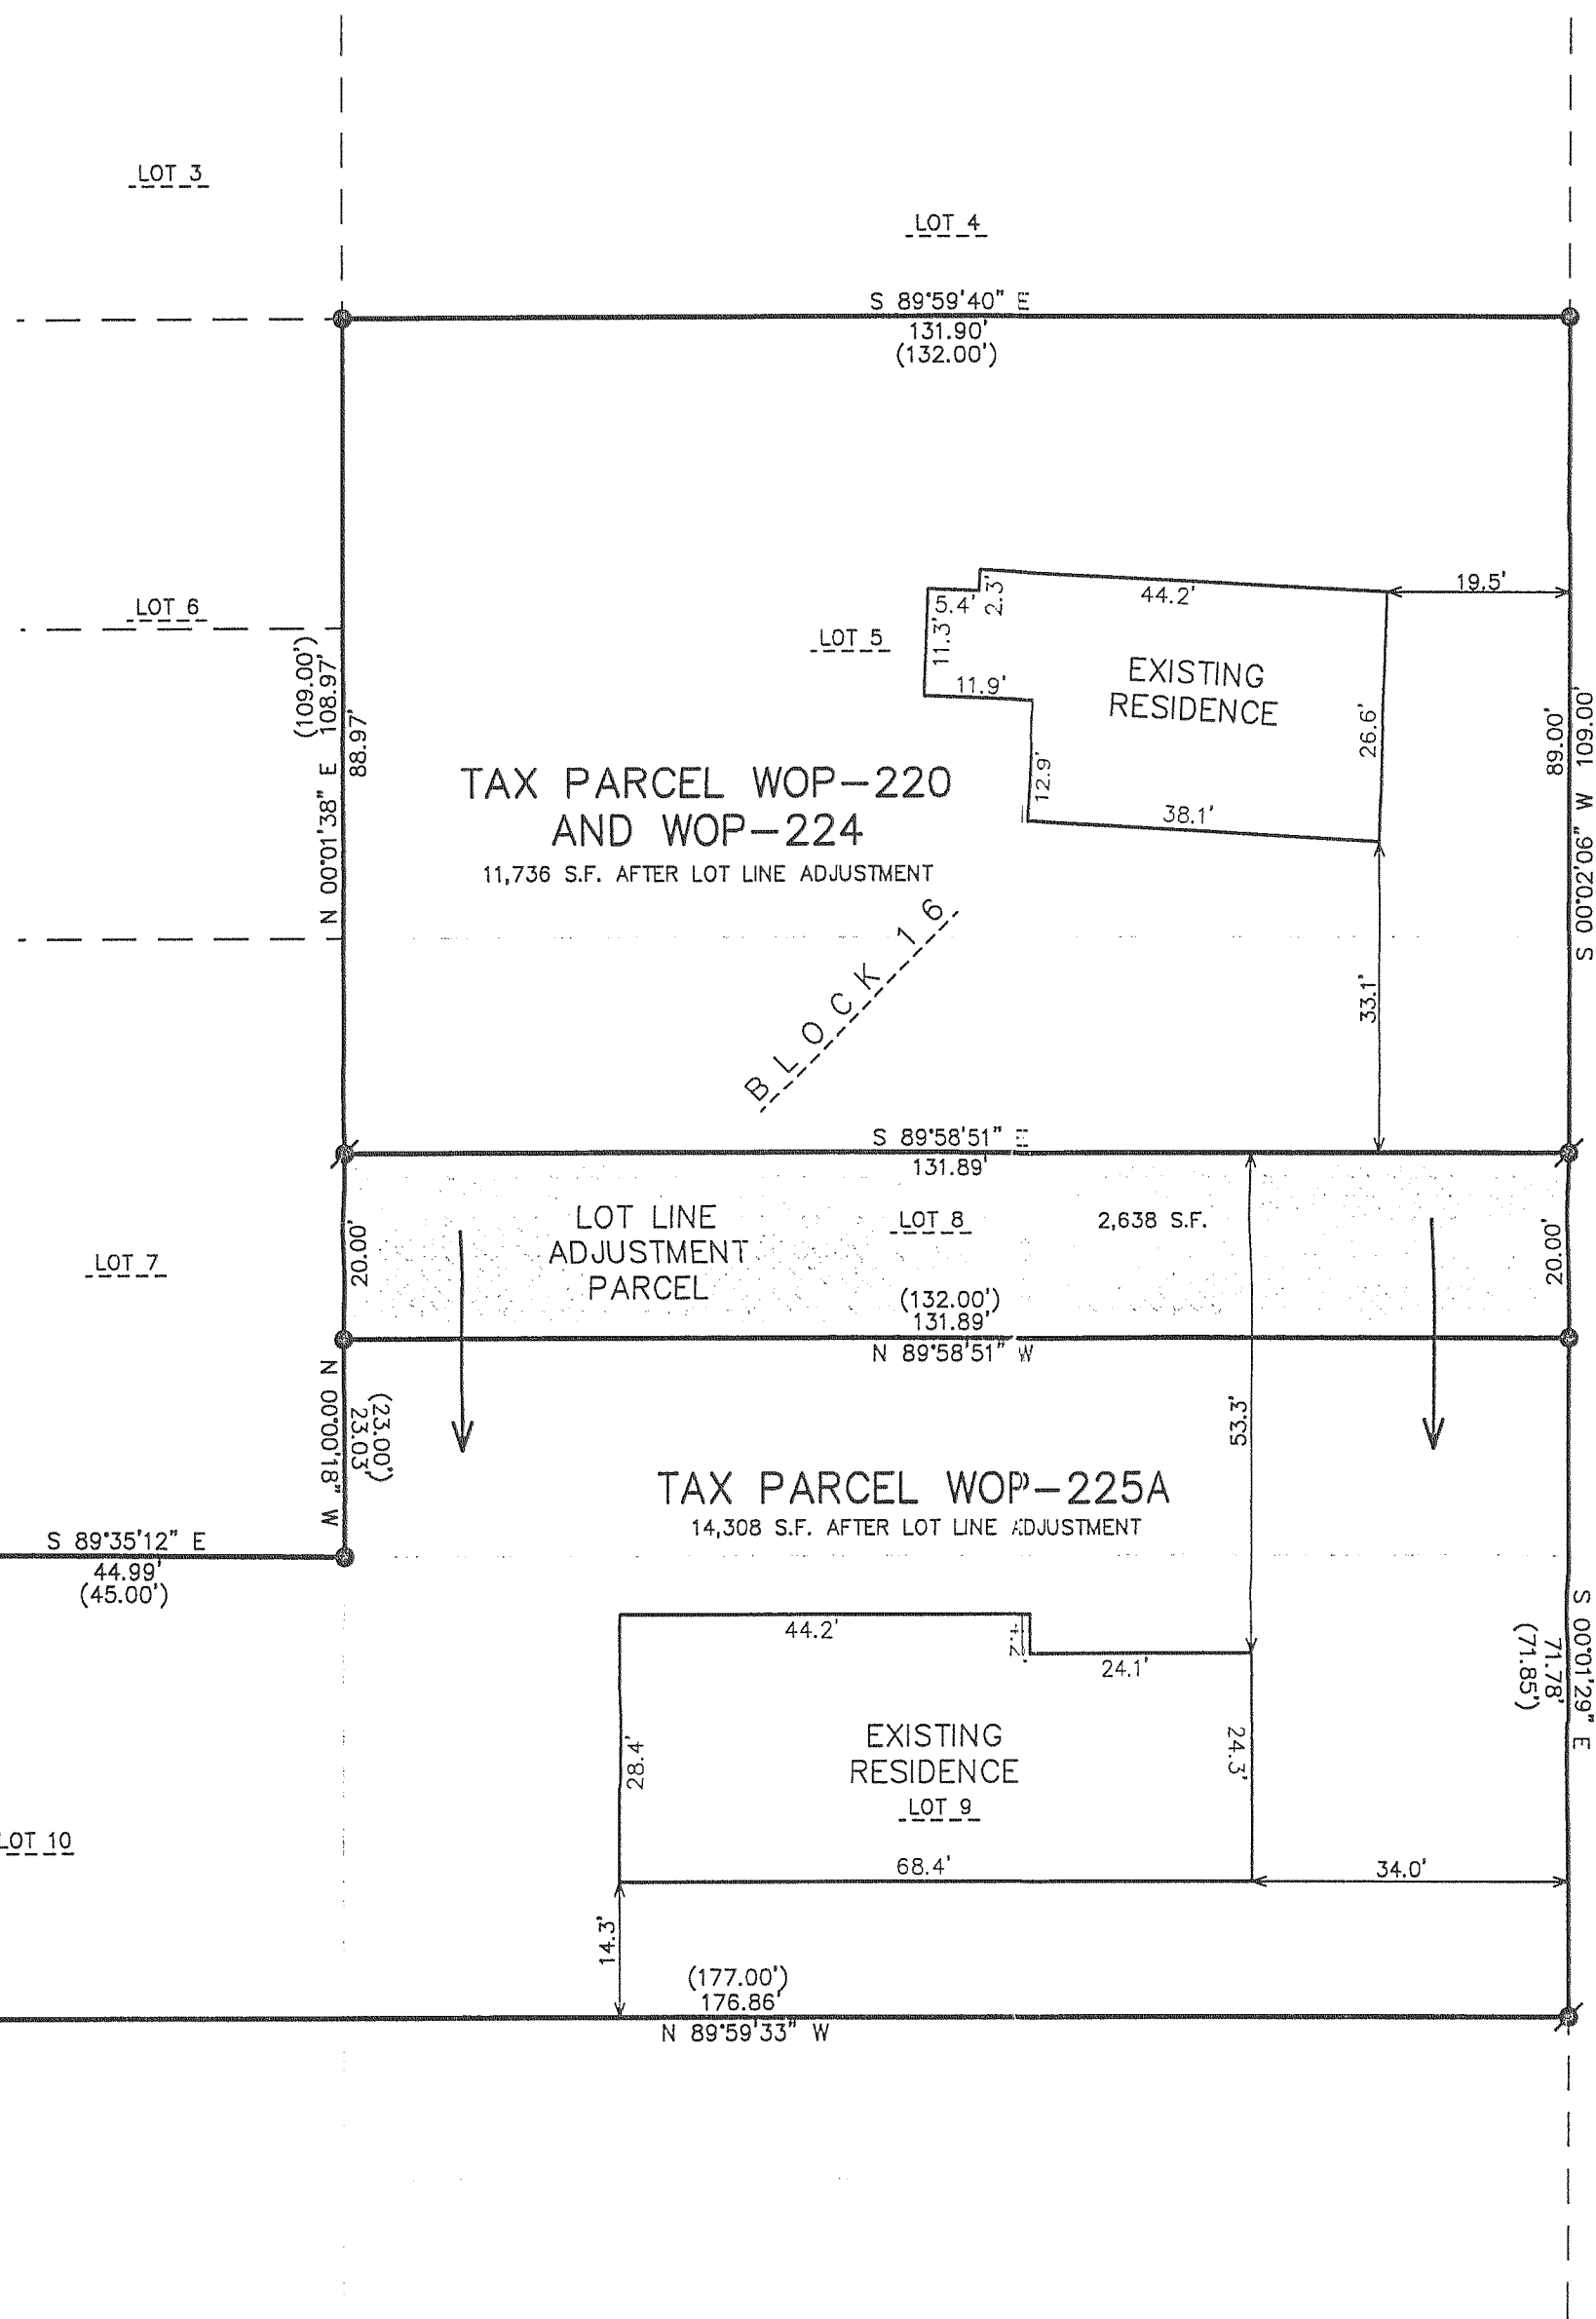 LOT 3
LOT 4
S 89°59'40" E
131.90'
(132.00')
LOT 6
(109.00')
N 00°01'38" E 108.97'
88.97'
LOT 5
5.4'
2.3'
44.2'
19.5'
11.3'
11.9'
EXISTING
RESIDENCE
12.9'
38.1'
26.6'
89.00'
S 00°02'06" W 109.00'
TAX PARCEL WOP-220
AND WOP-224
11,736 S.F. AFTER LOT LINE ADJUSTMENT
BLOCK 16
33.1'
S 89°58'51" E
131.89'
LOT 7
20.00'
LOT LINE
ADJUSTMENT
PARCEL
LOT 8
2,638 S.F.
20.00'
(132.00')
131.89'
N 89°58'51" W
N 00°00'18" W
23.03'
(23.00')
53.3'
TAX PARCEL WOP-225A
14,308 S.F. AFTER LOT LINE ADJUSTMENT
S 89°35'12" E
44.99'
(45.00')
44.2'
24.1'
S 00°01'29" E
71.78'
(71.85')
28.4'
EXISTING
RESIDENCE
LOT 9
24.3'
LOT 10
68.4'
34.0'
14.3'
(177.00')
176.86'
N 89°59'33" W